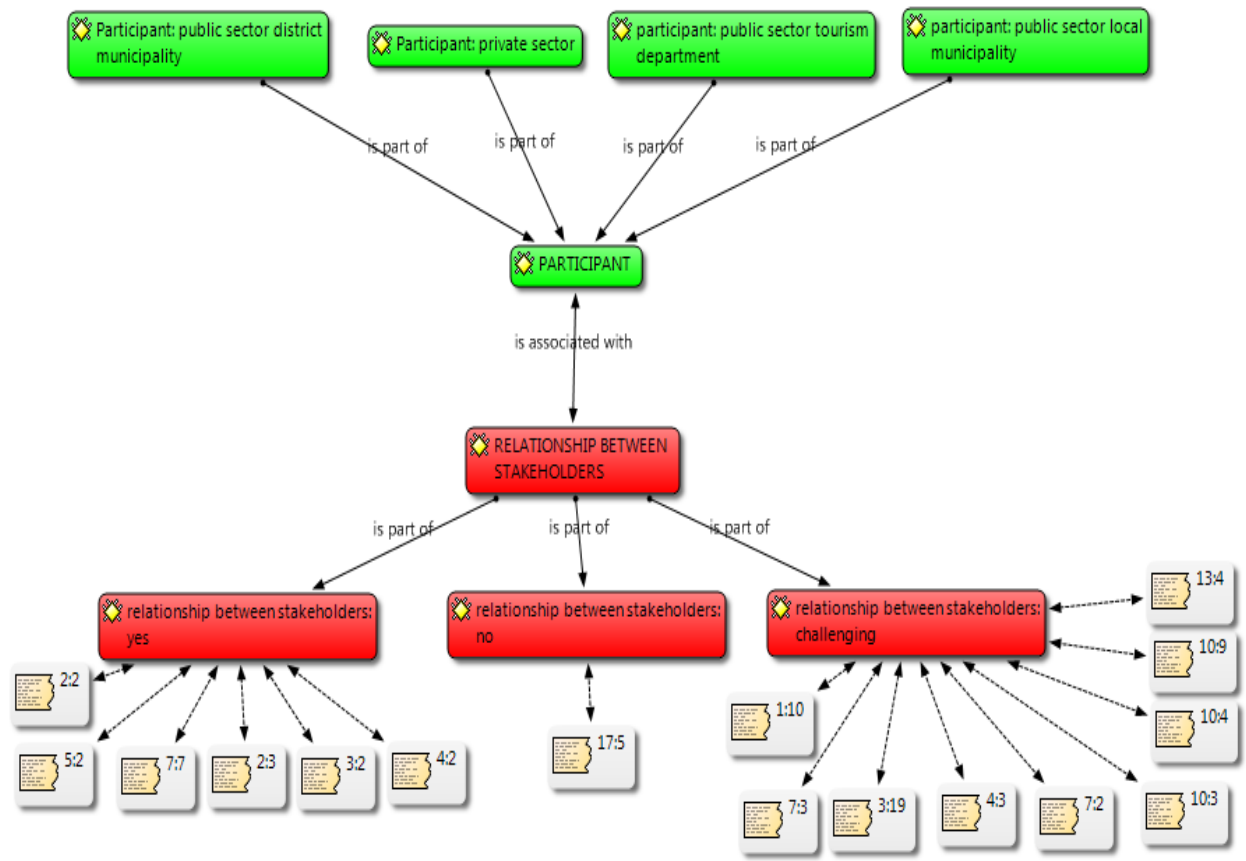 Participant: public sector district
municipality
Participant: private sector
participant: public sector tourism
department
participant: public sector local
municipality
is part of
is part of
is part of
is part of
PARTICIPANT
is associated with
RELATIONSHIP BETWEEN
STAKEHOLDERS
is part of
is part of
is part of
relationship between stakeholders:
yes
relationship between stakeholders:
no
relationship between stakeholders:
challenging
2:2
5:2
7:7
2:3
3:2
4:2
17:5
1:10
7:3
3:19
4:3
7:2
10:3
10:4
10:9
13:4